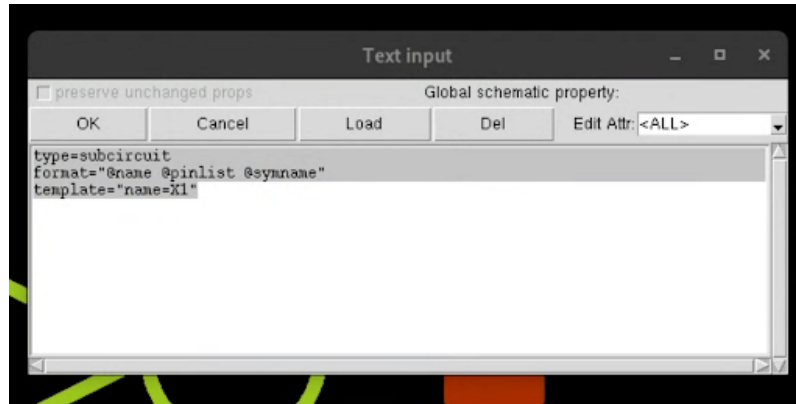 Text input
preserve unchanged props
Global schematic property:
OK
Cancel
Load
Del
Edit Attr: <ALL>
type=subcircuit
format="@name @pinlist @symname"
template="name=X1"